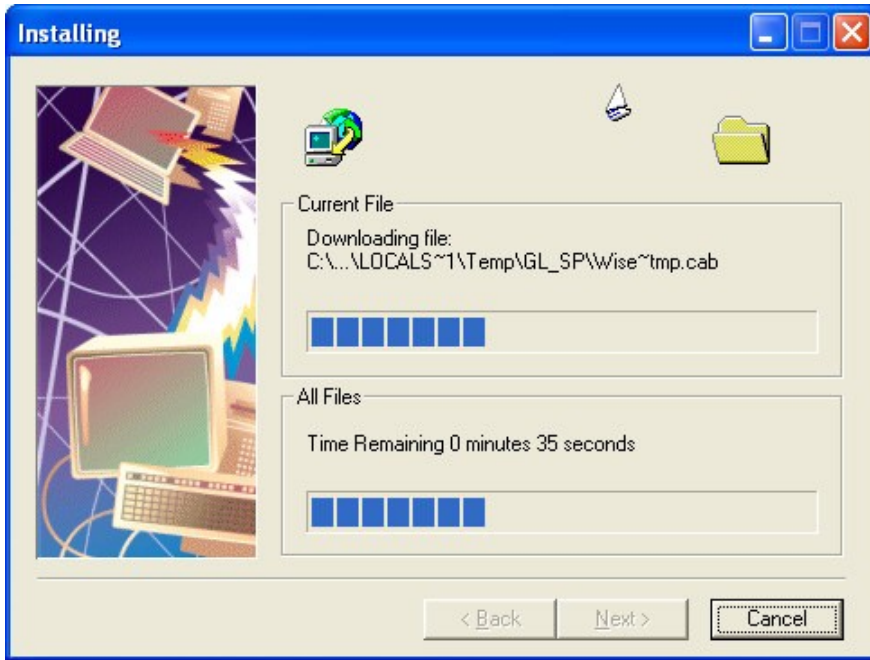 Installing
Current File
Downloading file:
C:\...\LOCALS~1\Temp\GL_SP\Wise~tmp.cab
All Files
Time Remaining 0 minutes 35 seconds
< Back
Next >
Cancel